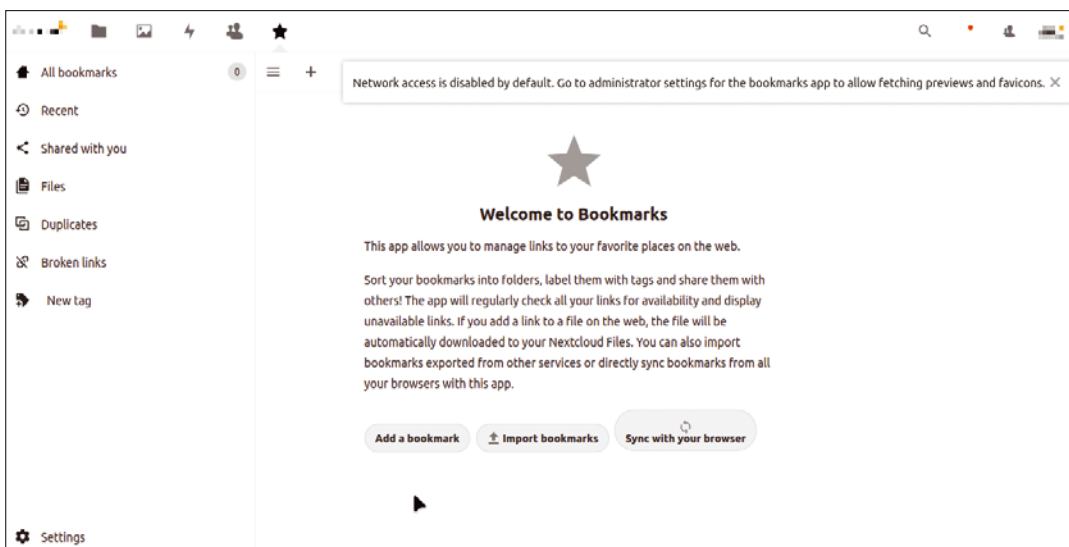 All bookmarks 0
Network access is disabled by default. Go to administrator settings for the bookmarks app to allow fetching previews and favicons.
Recent
Shared with you
Files
Duplicates
Broken links
New tag
Welcome to Bookmarks
This app allows you to manage links to your favorite places on the web.
Sort your bookmarks into folders, label them with tags and share them with
others! The app will regularly check all your links for availability and display
unavailable links. If you add a link to a file on the web, the file will be
automatically downloaded to your Nextcloud Files. You can also import
bookmarks exported from other services or directly sync bookmarks from all
your browsers with this app.
Add a bookmark Import bookmarks Sync with your browser
Settings